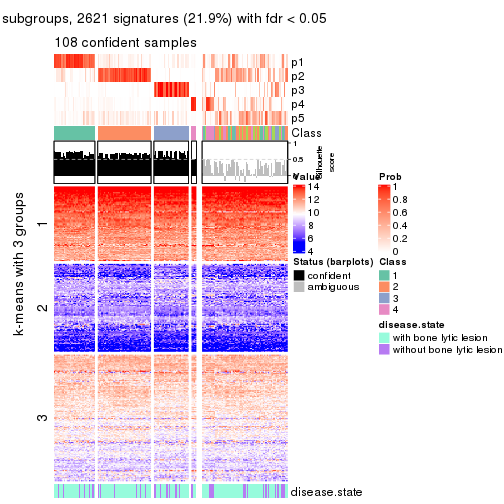 subgroups, 2621 signatures (21.9%) with fdr < 0.05
108 confident samples
p1
p2
p3
p4
p5
Class
1
0.5
0
Silhouette
score
k-means with 3 groups
1
2
3
Value
14
12
10
8
6
4
Prob
1
0.8
0.6
0.4
0.2
0
Status (barplots)
confident
ambiguous
Class
1
2
3
4
disease.state
with bone lytic lesion
without bone lytic lesion
disease.state